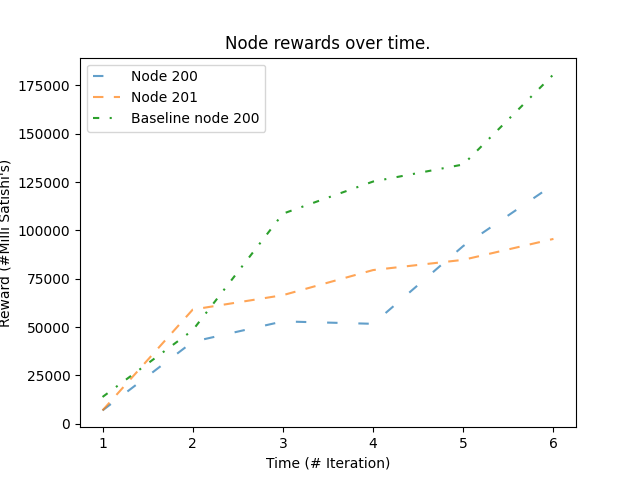 Node rewards over time.
Node 200
Node 201
Baseline node 200
175000
150000
125000
100000
75000
50000
25000
0
Reward (#Milli Satishi's)
1 2 3 4 5 6
Time (# Iteration)